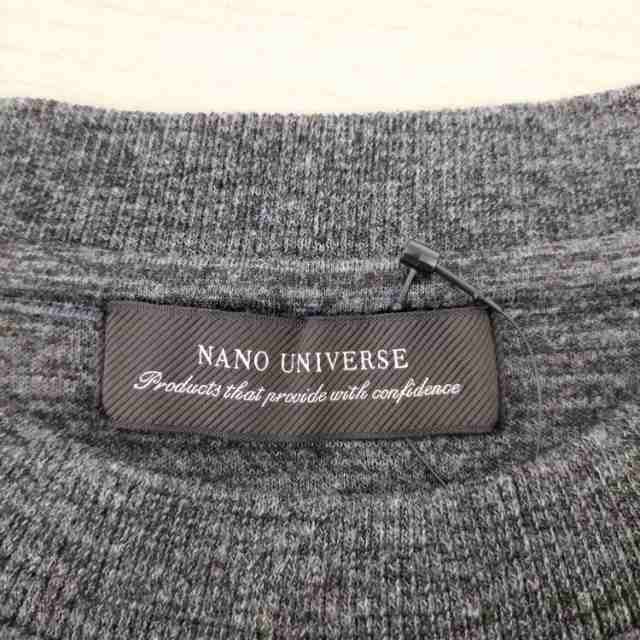 NANO UNIVERSE
Products that provide with confidence